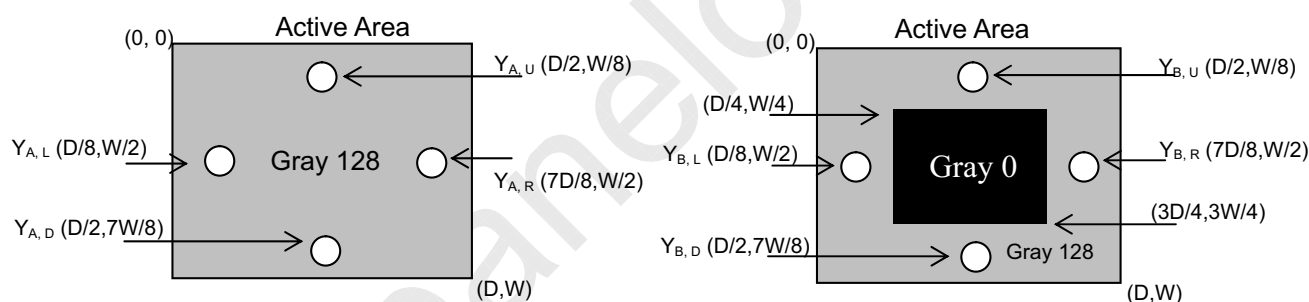 Active Area
(0, 0)
Y_A, U (D/2,W/8)
Y_A, L (D/8,W/2)
Gray 128
Y_A, R (7D/8,W/2)
Y_A, D (D/2,7W/8)
(D,W)
Active Area
(0, 0)
Y_B, U (D/2,W/8)
(D/4,W/4)
Y_B, L (D/8,W/2)
Gray 0
Y_B, R (7D/8,W/2)
(3D/4,3W/4)
Y_B, D (D/2,7W/8)
Gray 128
(D,W)